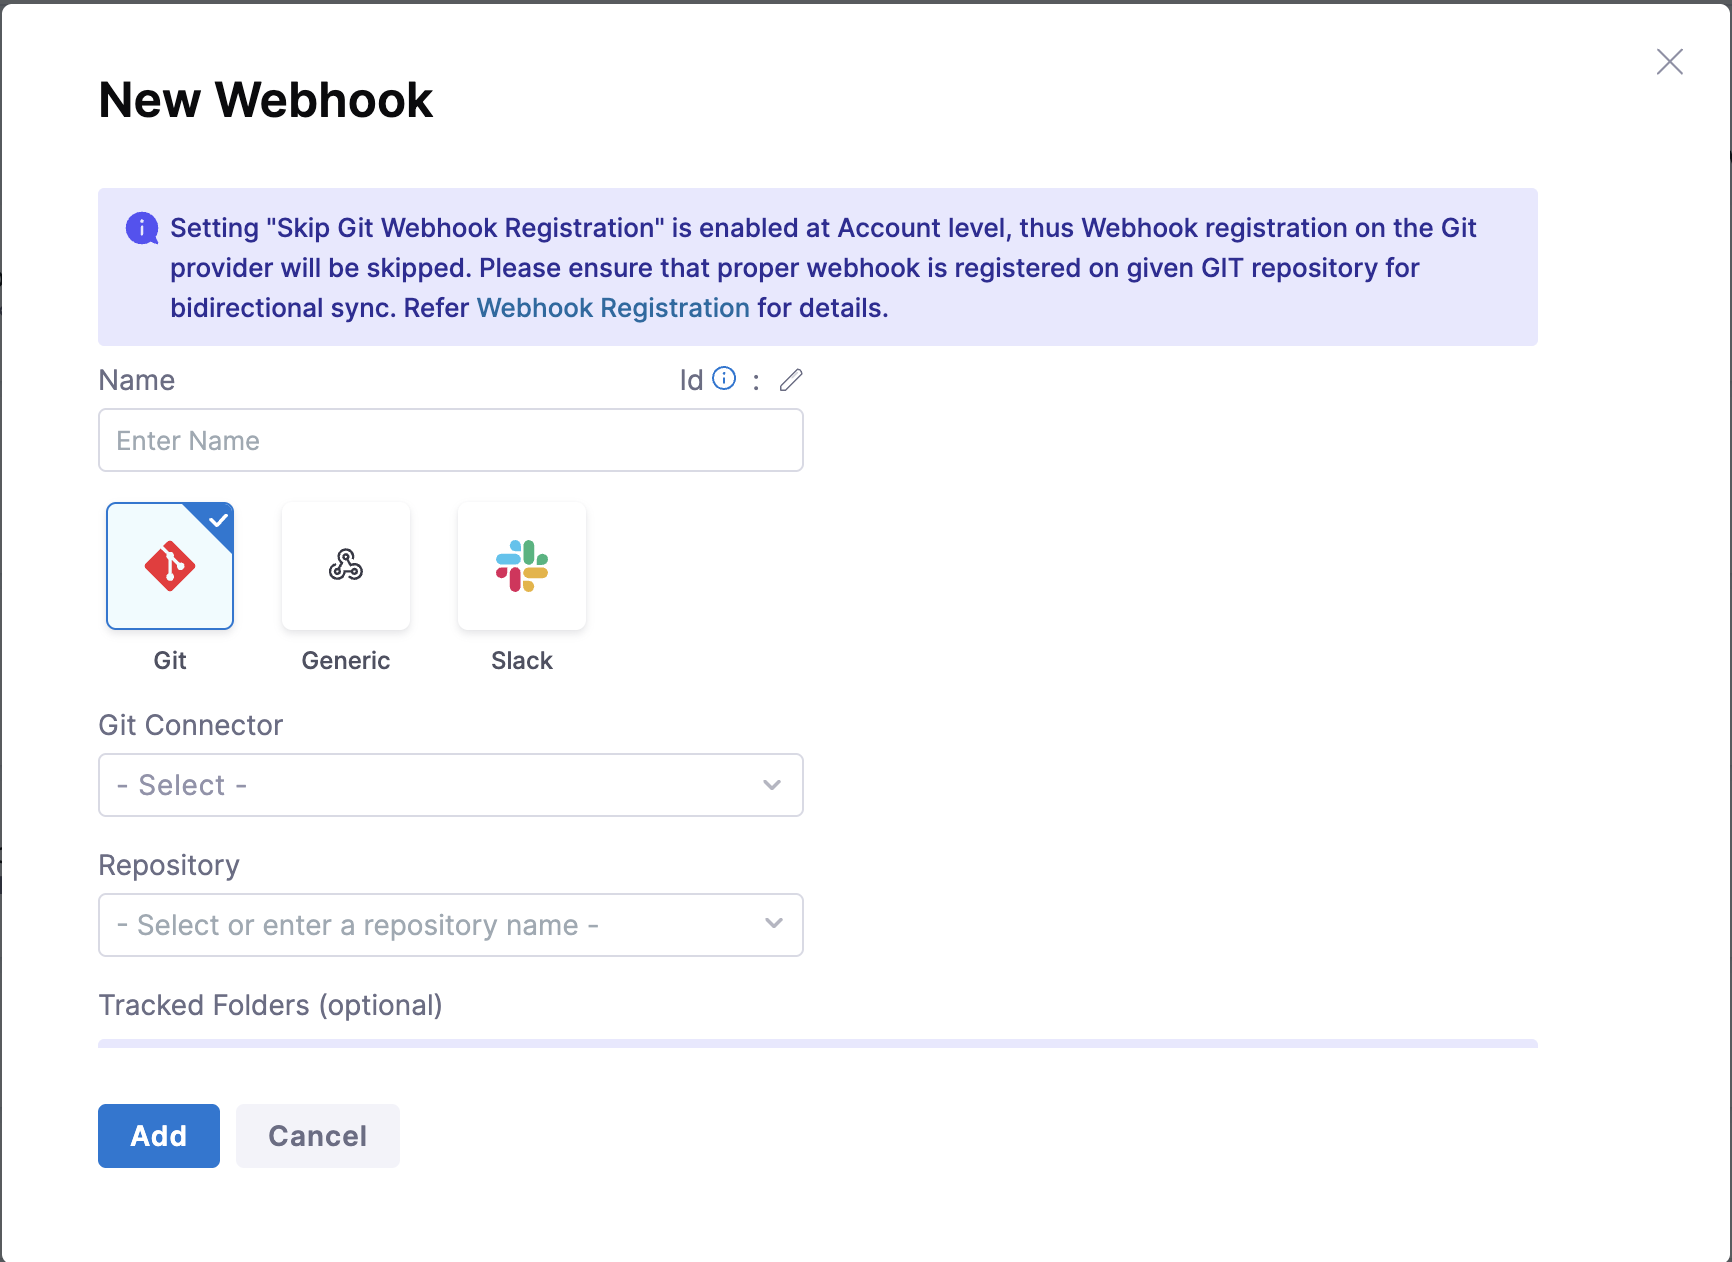 New Webhook
Setting "Skip Git Webhook Registration" is enabled at Account level, thus Webhook registration on the Git
provider will be skipped. Please ensure that proper webhook is registered on given GIT repository for
bidirectional sync. Refer Webhook Registration for details.
Name
Id :
Enter Name
Git
Generic
Slack
Git Connector
- Select -
Repository
- Select or enter a repository name -
Tracked Folders (optional)
Add
Cancel